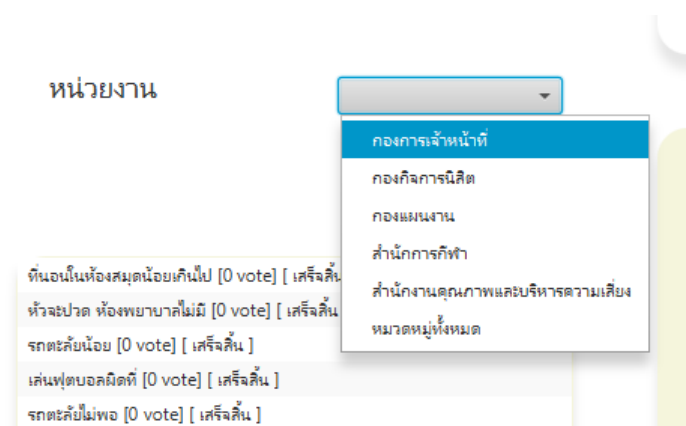 หน่วยงาน
กองการเจ้าหน้าที่
กองกิจการนิสิต
กองแผนงาน
สำนักการกีฬา
สำนักงานคุณภาพและบริหารความเสี่ยง
หมวดหมู่ทั้งหมด
ที่นอนในห้องสมุดน้อยเกินไป [0 vote] [ เสร็จสิ้น
หัวจะปวด ห้องพยาบาลไม่มี [0 vote] [ เสร็จสิ้น
รถตะลัยน้อย [0 vote] [ เสร็จสิ้น ]
เล่นฟุตบอลผิดที่ [0 vote] [ เสร็จสิ้น ]
รถตะลัยไม่พอ [0 vote] [ เสร็จสิ้น ]